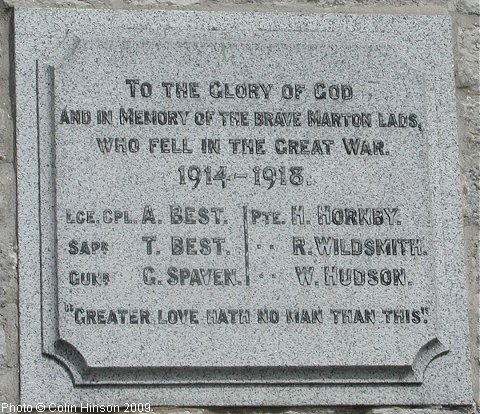 TO THE GLORY OF GOD
AND IN MEMORY OF THE BRAVE MARTON LADS,
WHO FELL IN THE GREAT WAR.
1914-1918.
LCE. CPL. A. BEST. PTE. H. HORNBY.
SAPR T. BEST. " R. WILDSMITH.
GUNR G. SPAVEN. " W. HUDSON.
"GREATER LOVE HATH NO MAN THAN THIS".
Photo © Colin Hinson 2009.